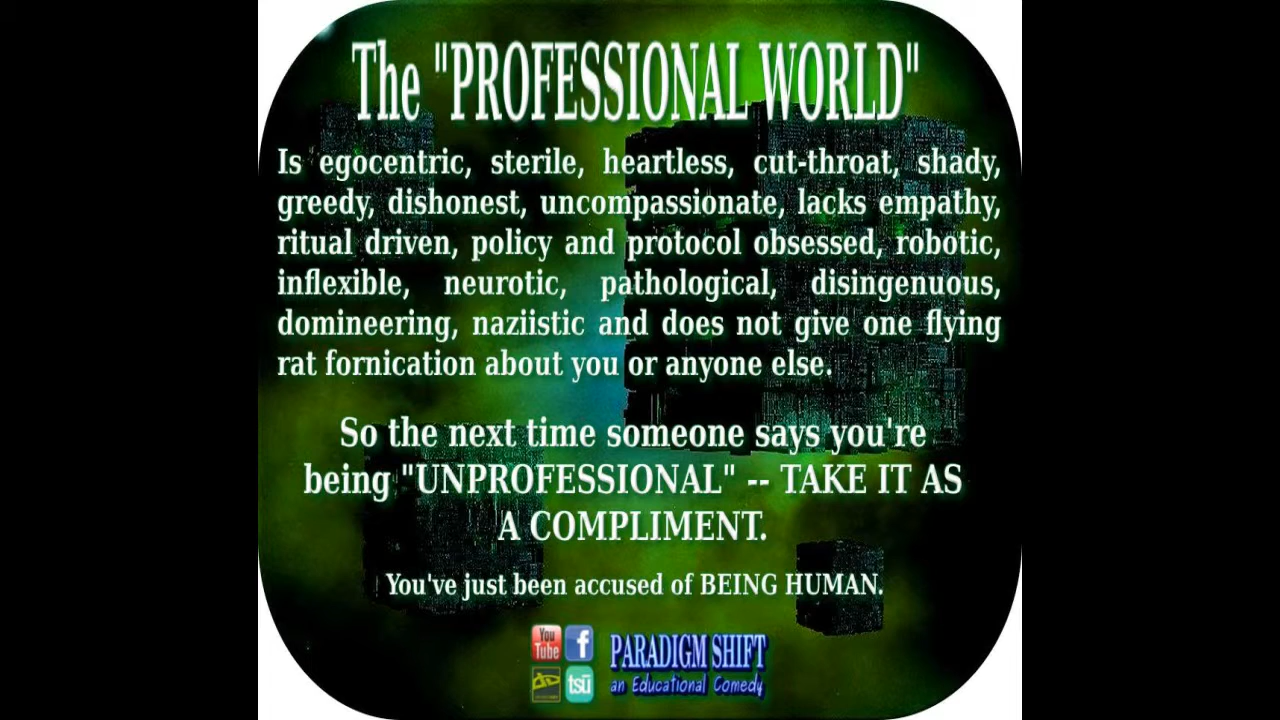 The "PROFESSIONAL WORLD"
Is egocentric, sterile, heartless, cut-throat, shady,
greedy, dishonest, uncompassionate, lacks empathy,
ritual driven, policy and protocol obsessed, robotic,
inflexible, neurotic, pathological, disingenuous,
domineering, naziistic and does not give one flying
rat fornication about you or anyone else.
So the next time someone says you're
being "UNPROFESSIONAL" -- TAKE IT AS
A COMPLIMENT.
You've just been accused of BEING HUMAN.
You
Tube
f
tsū
PARADIGM SHIFT
an Educational Comedy